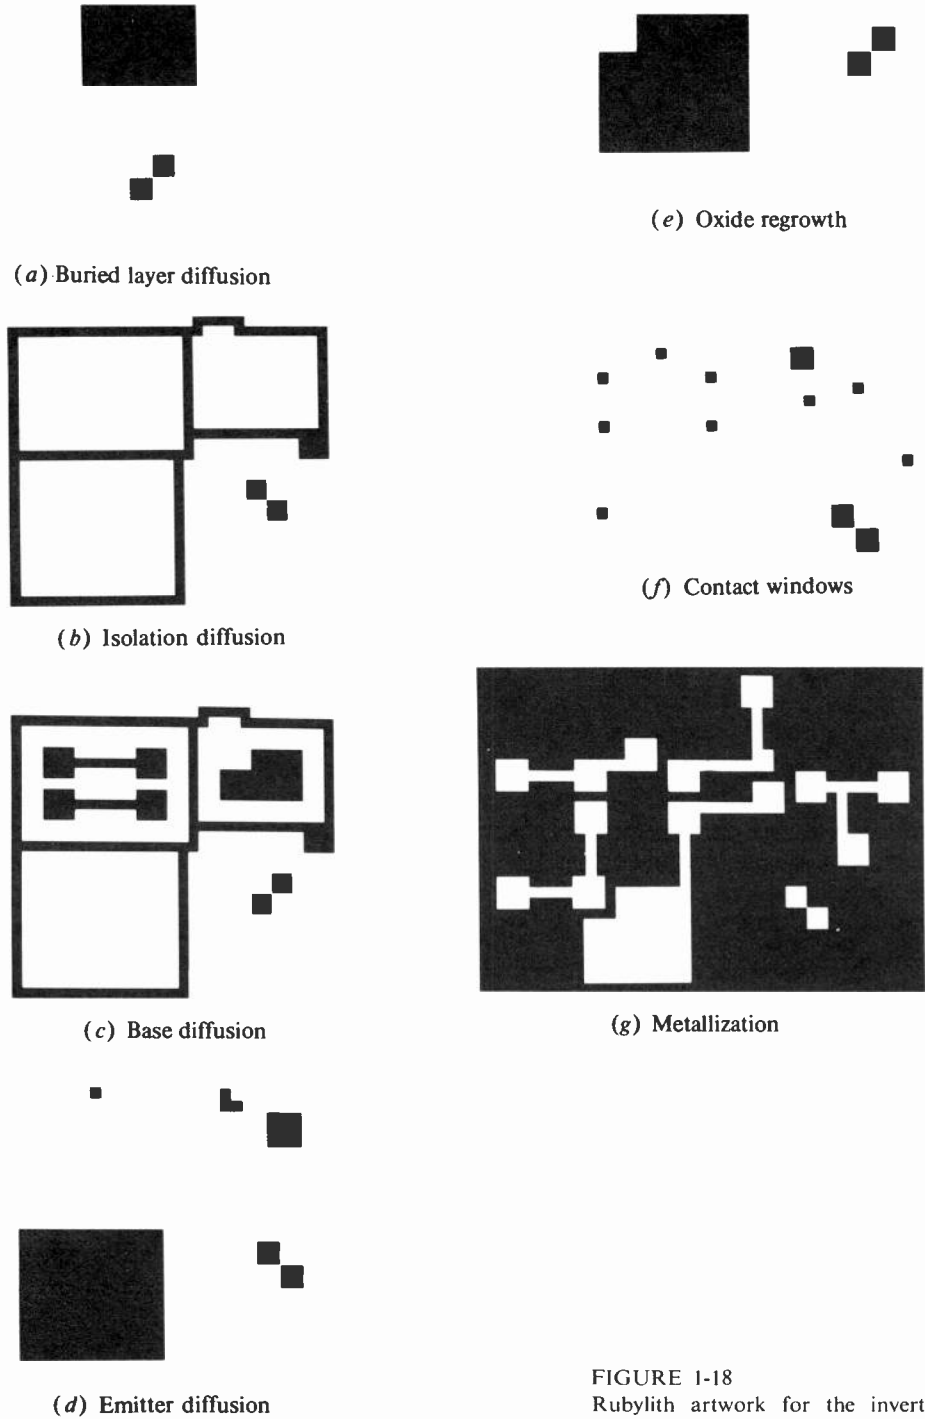 (a) Buried layer diffusion
(b) Isolation diffusion
(c) Base diffusion
(d) Emitter diffusion
(e) Oxide regrowth
(f) Contact windows
(g) Metallization
FIGURE 1-18
Rubylith artwork for the invert